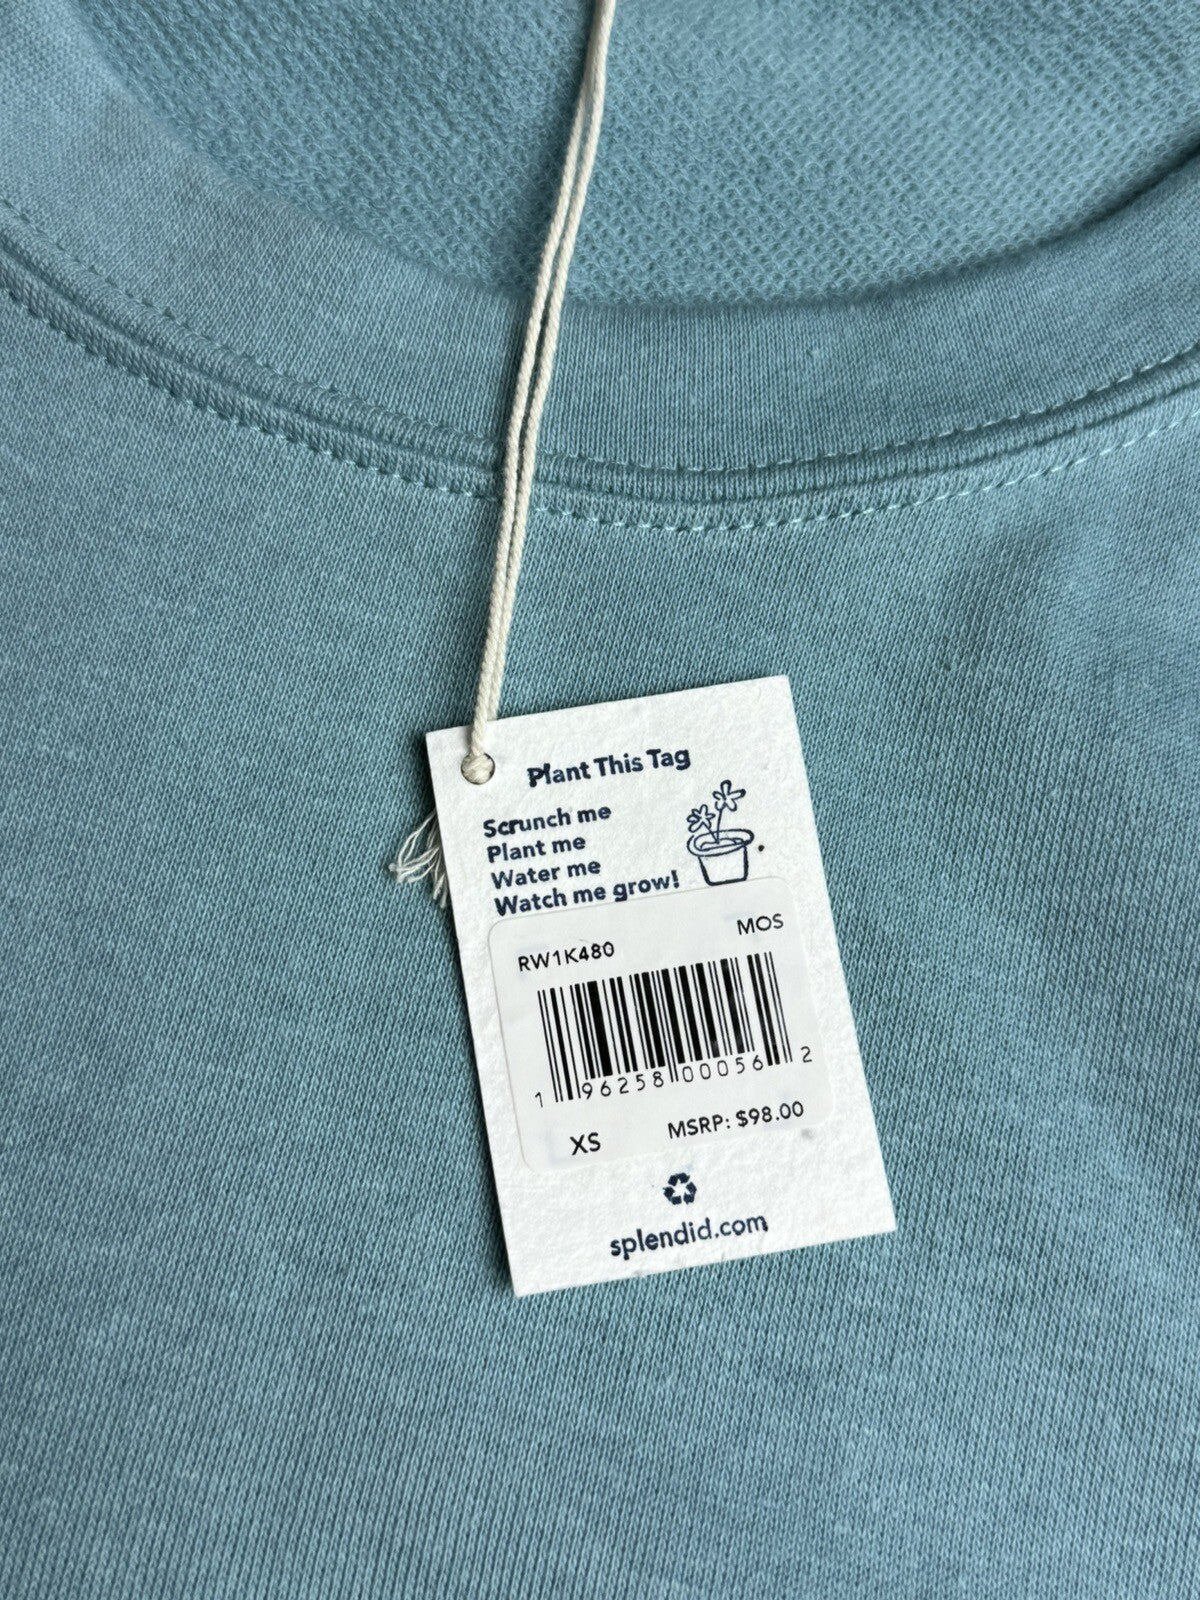 Plant This Tag
Scrunch me
Plant me
Water me
Watch me grow!
RW1K480 MOS
1 96258 00056 2
XS MSRP: $98.00
splendid.com